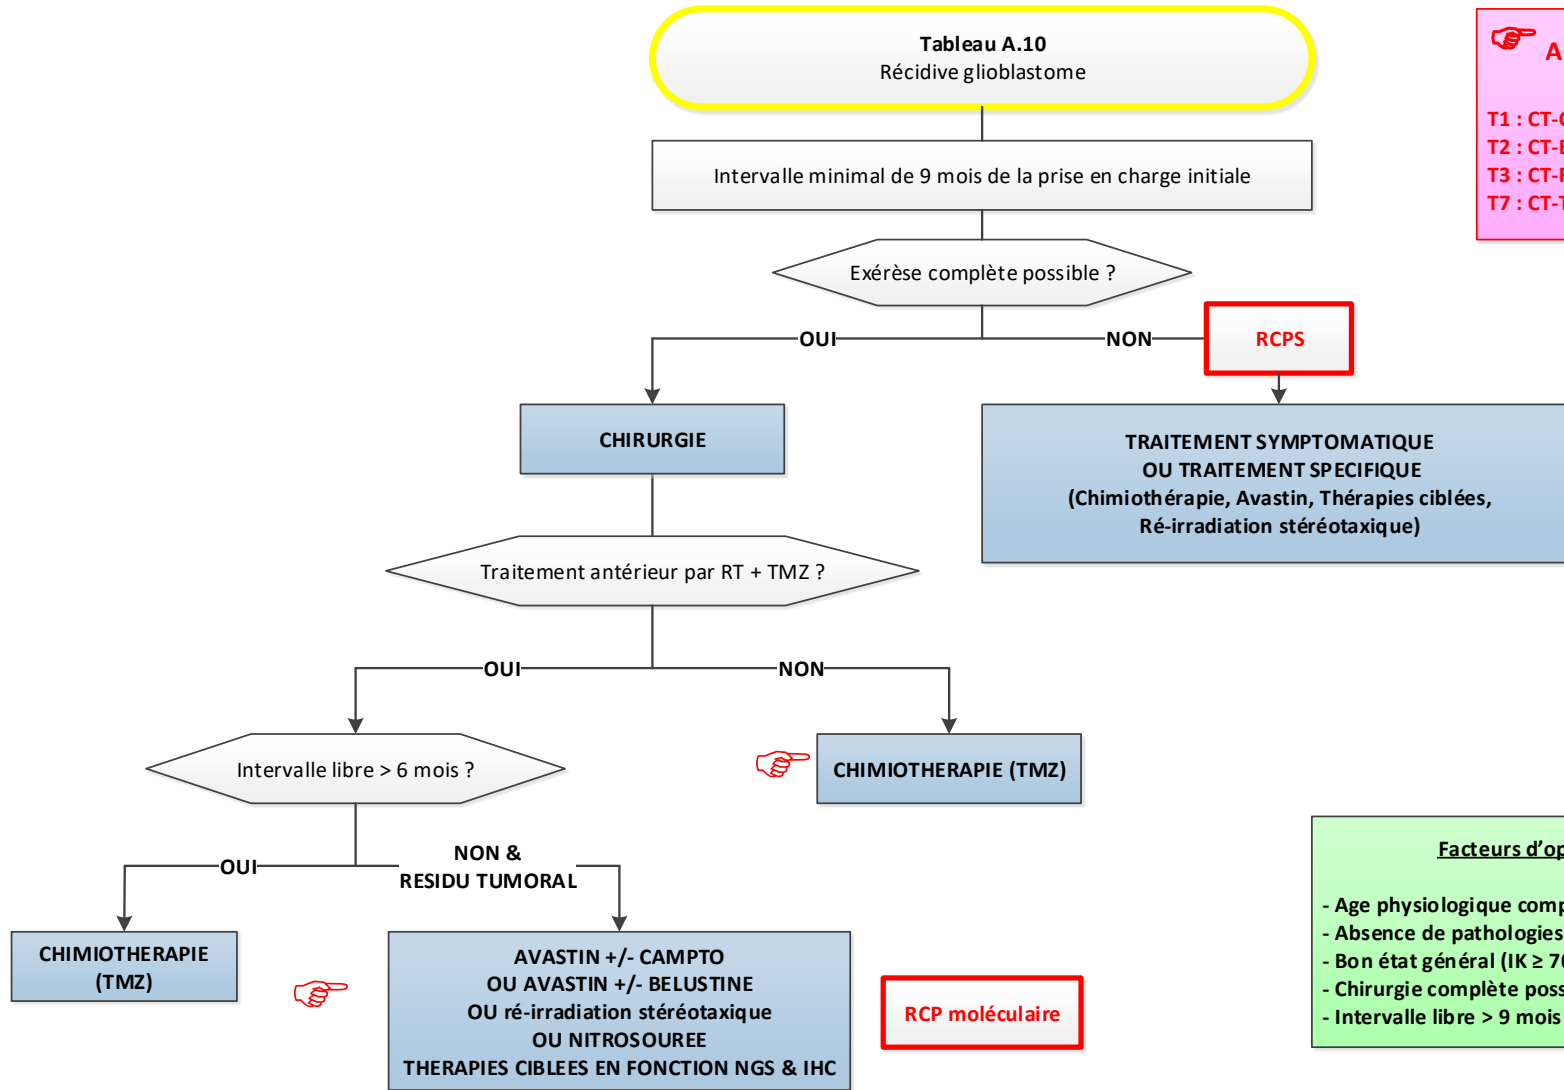 Tableau A.10
Récidive glioblastome
A
T1 : CT-
T2 : CT-
T3 : CT-
T7 : CT-
Intervalle minimal de 9 mois de la prise en charge initiale
Exérèse complète possible ?
OUI
NON
RCPS
CHIRURGIE
TRAITEMENT SYMPTOMATIQUE
OU TRAITEMENT SPECIFIQUE
(Chimiothérapie, Avastin, Thérapies ciblées,
Ré-irradiation stéréotaxique)
Traitement antérieur par RT + TMZ ?
OUI
NON
Intervalle libre > 6 mois ?
CHIMIOTHERAPIE (TMZ)
OUI
NON &
RESIDU TUMORAL
CHIMIOTHERAPIE
(TMZ)
AVASTIN +/- CAMPTO
OU AVASTIN +/- BELUSTINE
OU ré-irradiation stéréotaxique
OU NITROSOUREE
THERAPIES CIBLEES EN FONCTION NGS & IHC
RCP moléculaire
Facteurs d'op
- Age physiologique comp
- Absence de pathologies
- Bon état général (IK ≥ 70
- Chirurgie complète poss
- Intervalle libre > 9 mois